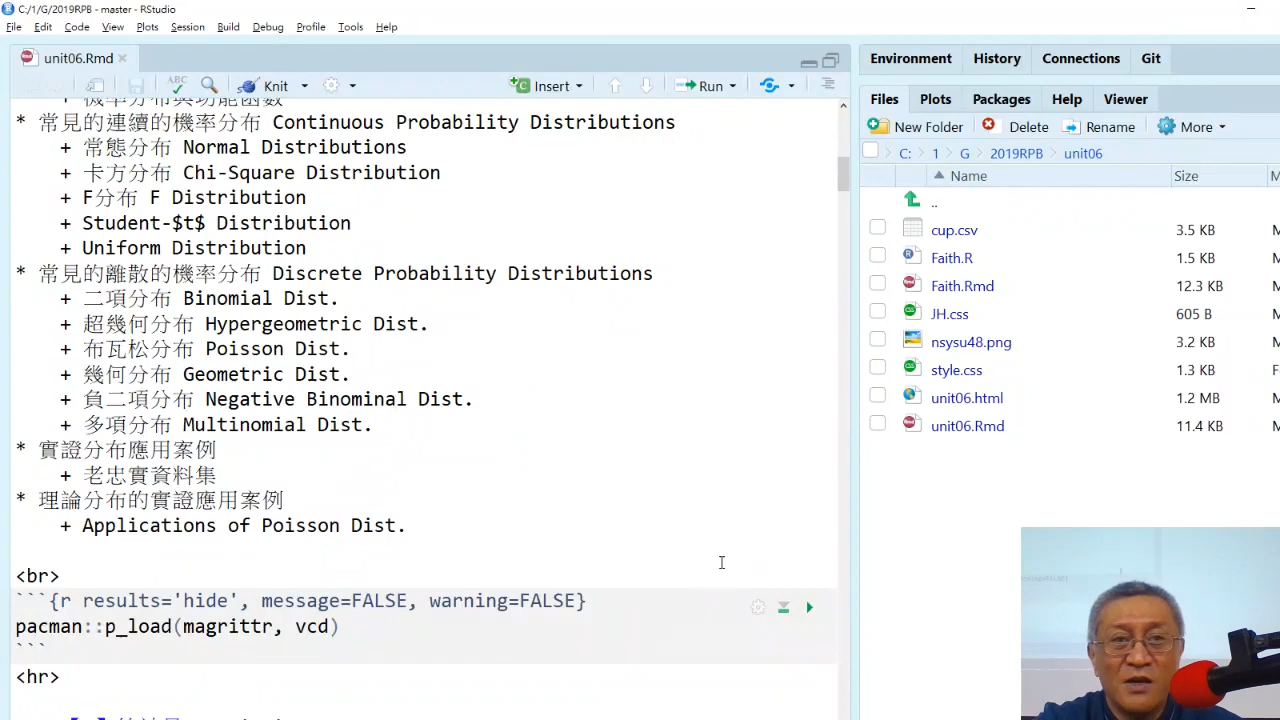 C:/1/G/2019RPB - master - RStudio
File Edit Code View Plots Session Build Debug Profile Tools Help
unit06.Rmd
ABC Knit Insert Run
+ 機率分布與功能函數
* 常見的連續的機率分布 Continuous Probability Distributions
+ 常態分布 Normal Distributions
+ 卡方分布 Chi-Square Distribution
+ F分布 F Distribution
+ Student-$t$ Distribution
+ Uniform Distribution
* 常見的離散的機率分布 Discrete Probability Distributions
+ 二項分布 Binomial Dist.
+ 超幾何分布 Hypergeometric Dist.
+ 布瓦松分布 Poisson Dist.
+ 幾何分布 Geometric Dist.
+ 負二項分布 Negative Binominal Dist.
+ 多項分布 Multinomial Dist.
* 實證分布應用案例
+ 老忠實資料集
* 理論分布的實證應用案例
+ Applications of Poisson Dist.
<br>
```{r results='hide', message=FALSE, warning=FALSE}
pacman::p_load(magrittr, vcd)
```
<hr>
Environment History Connections Git
Files Plots Packages Help Viewer
New Folder Delete Rename More
C: 1 G 2019RPB unit06
Name Size
..
cup.csv 3.5 KB
Faith.R 1.5 KB
Faith.Rmd 12.3 KB
JH.css 605 B
nsysu48.png 3.2 KB
style.css 1.3 KB
unit06.html 1.2 MB
unit06.Rmd 11.4 KB